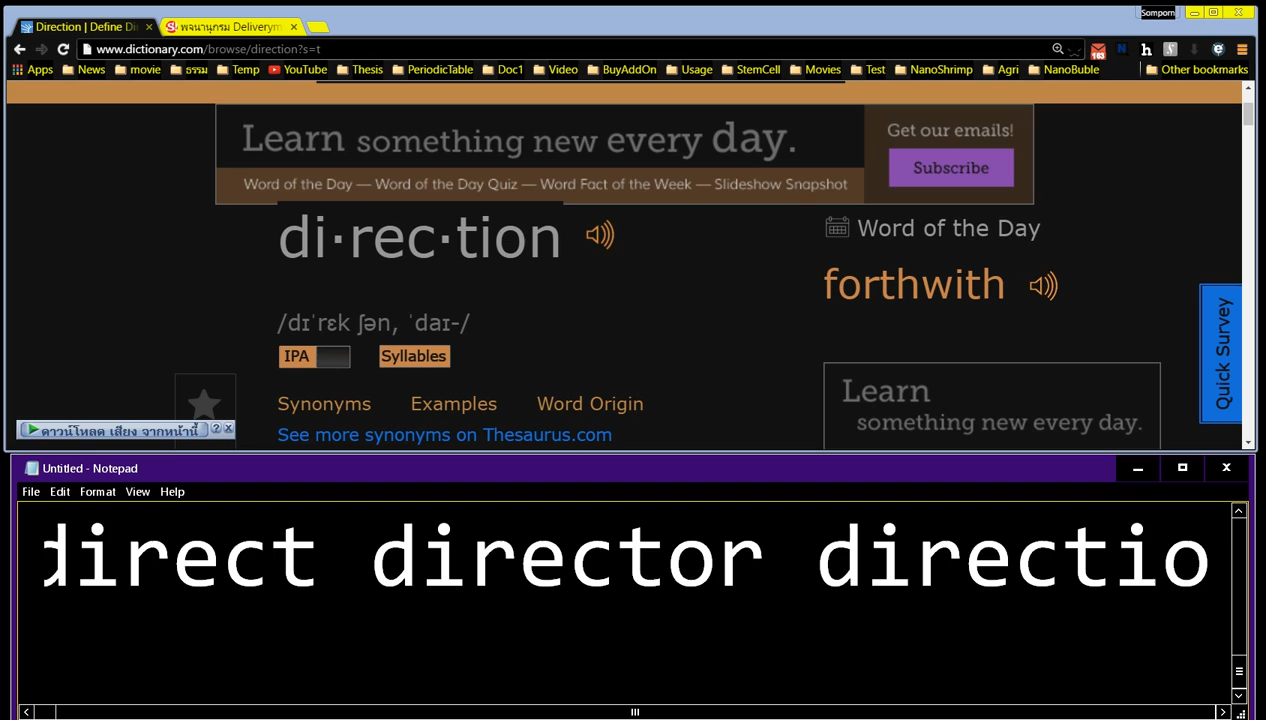 Somporn
Direction | Define Di
พจนานุกรม Deliverym
www.dictionary.com/browse/direction?s=t
163
Apps News movie ธรรม Temp YouTube Thesis PeriodicTable Doc1 Video BuyAddOn Usage StemCell Movies Test NanoShrimp Agri NanoBuble Other bookmarks
Learn something new every day.
Get our emails!
Word of the Day — Word of the Day Quiz — Word Fact of the Week — Slideshow Snapshot
Subscribe
di·rec·tion
Word of the Day
forthwith
/dɪˈrɛk ʃən, ˈdaɪ-/
IPA Syllables
Quick Survey
Synonyms Examples Word Origin
See more synonyms on Thesaurus.com
Learn
something new every day.
ดาวน์โหลด เสียง จากหน้านี้ ? X
Untitled - Notepad
File Edit Format View Help
direct director directio